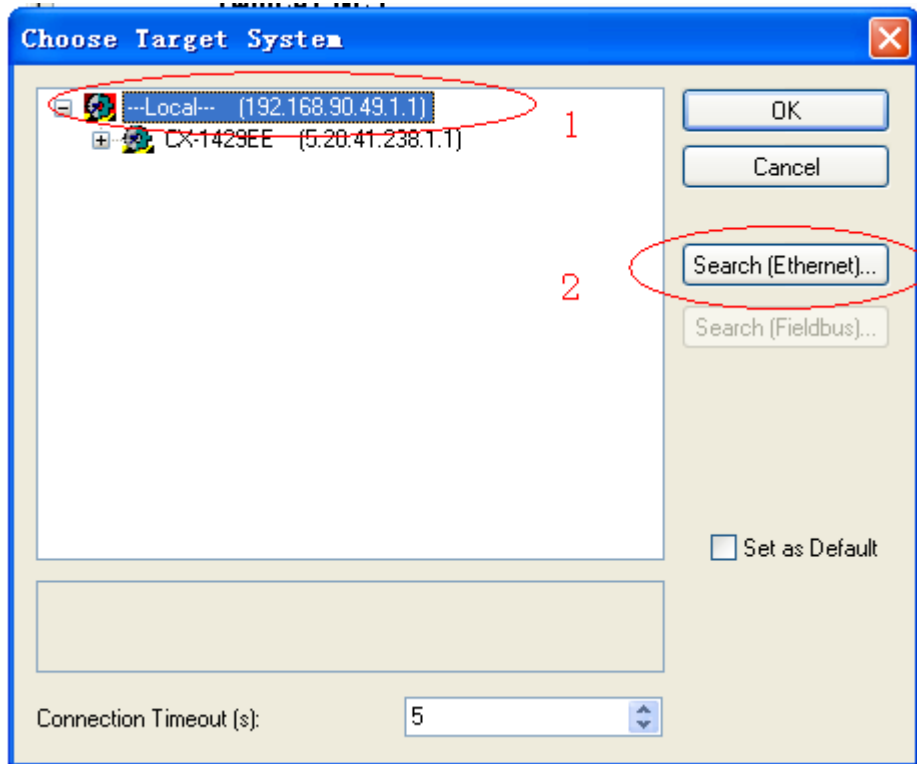 Choose Target System
---Local--- (192.168.90.49.1.1)
1
OK
CX-1429EE (5.20.41.238.1.1)
Cancel
2
Search (Ethernet)...
Search (Fieldbus)...
Set as Default
Connection Timeout (s):
5